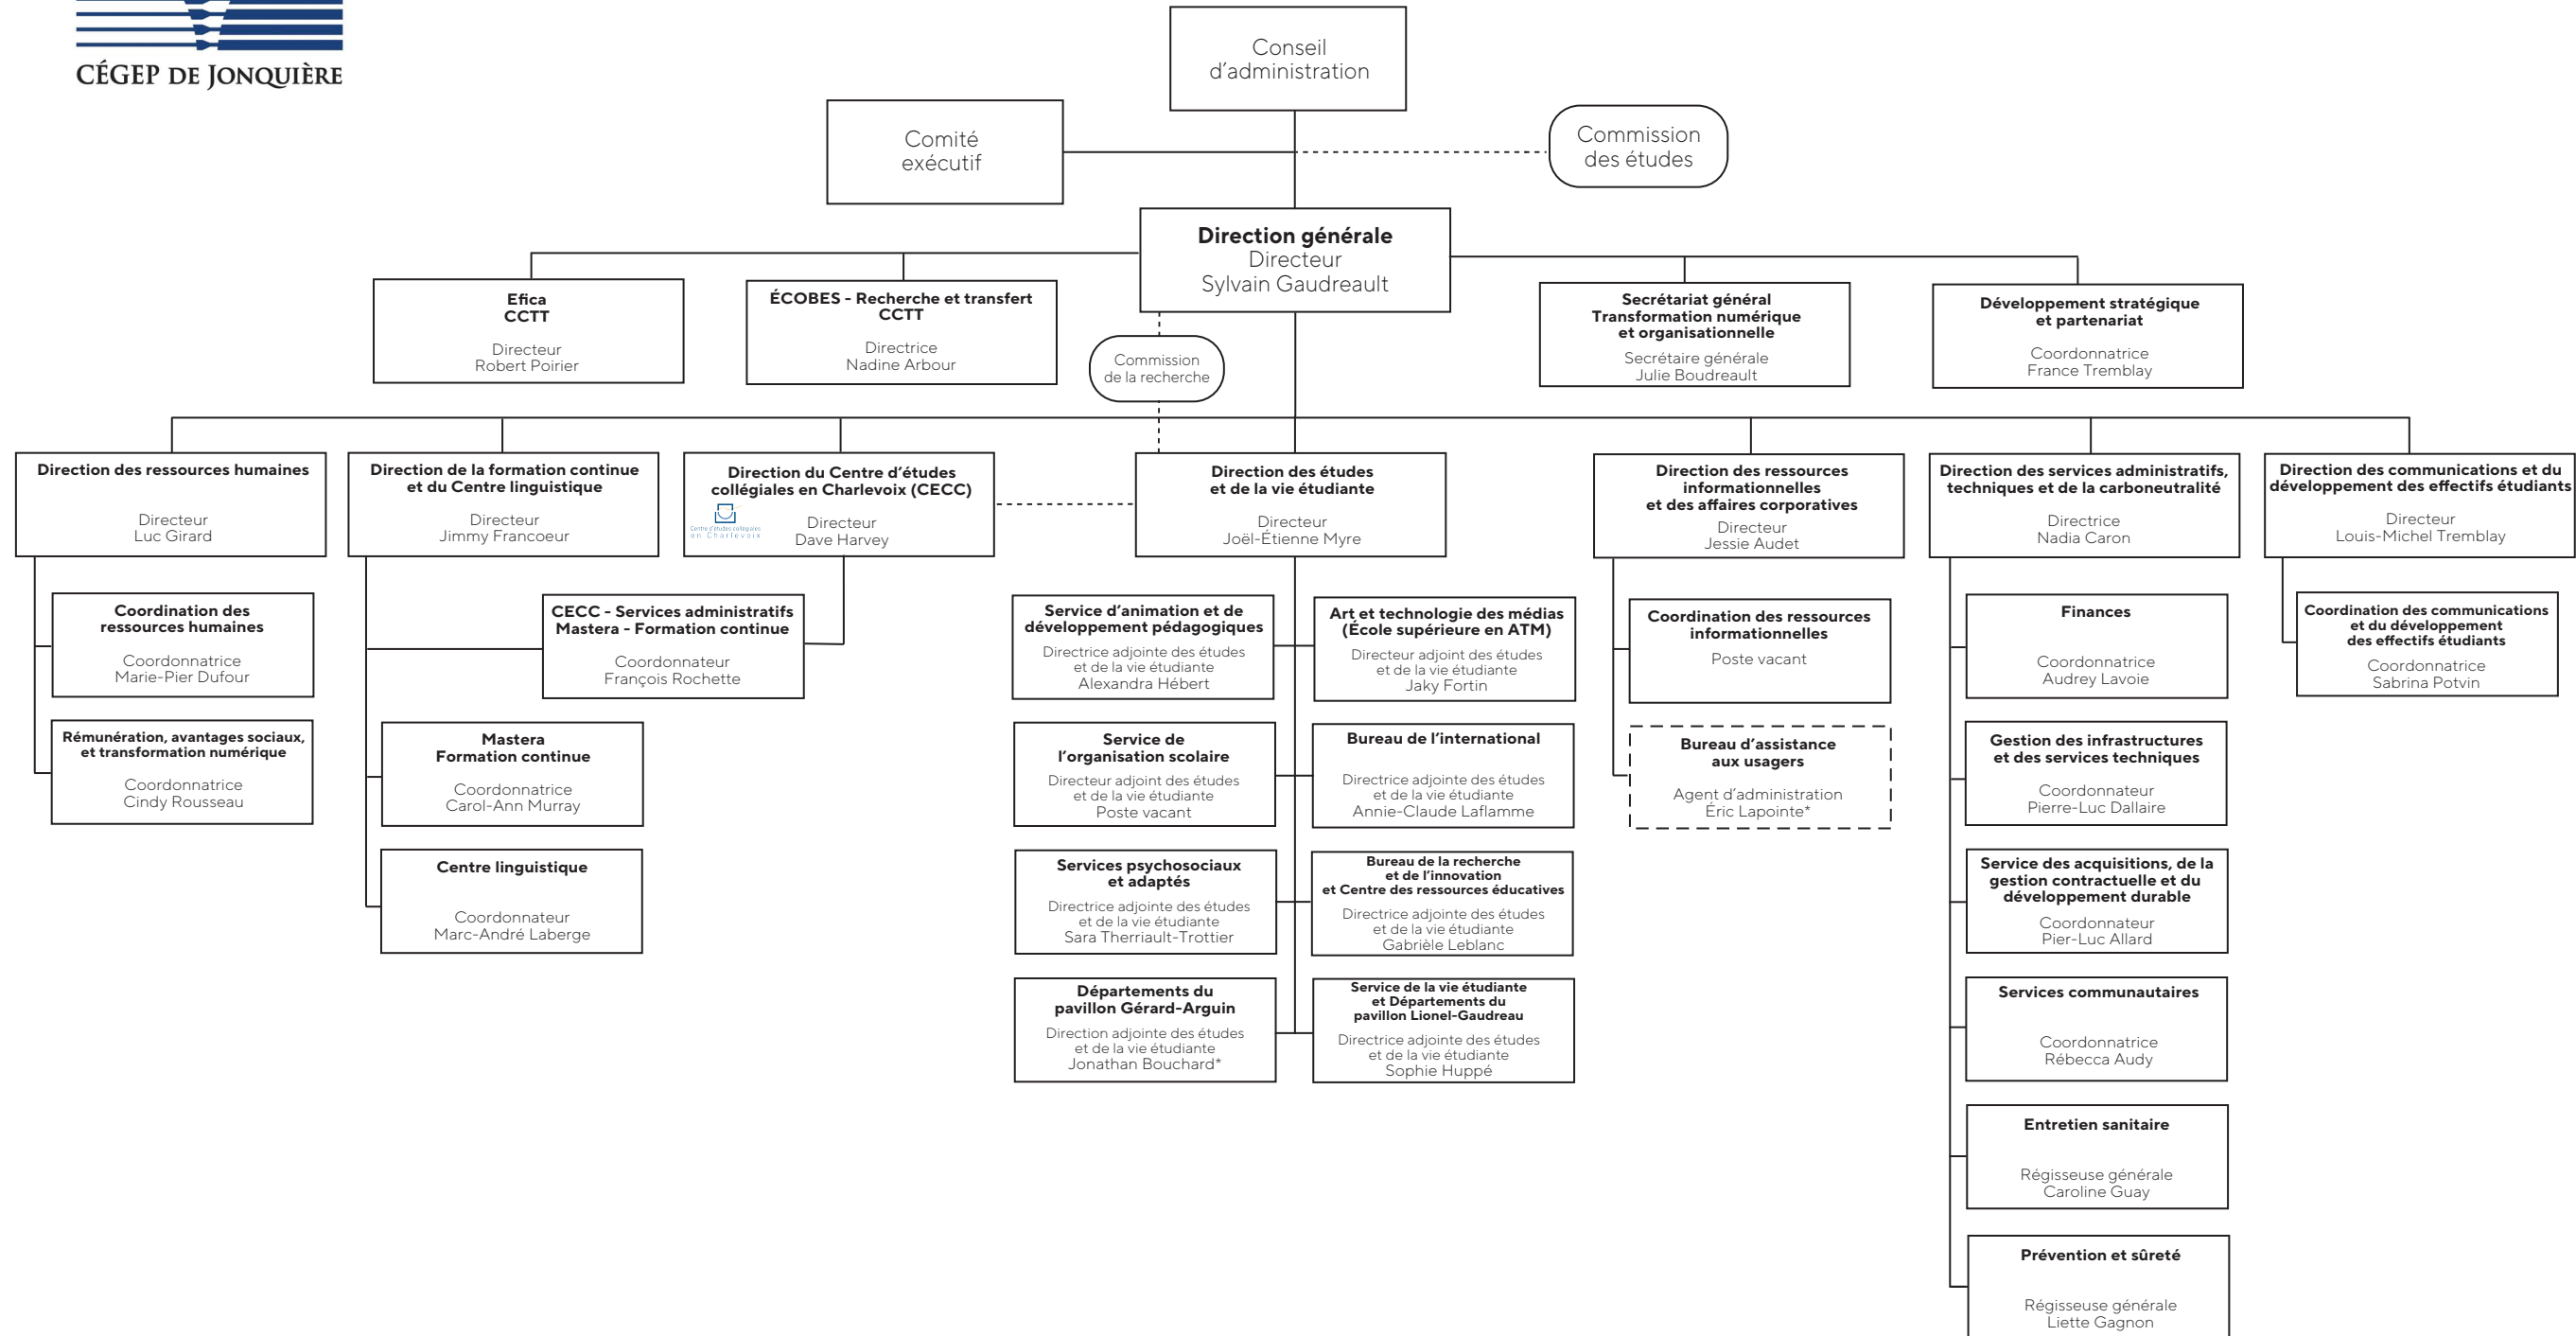 CÉGEP DE JONQUIÈRE
Conseil
d'administration
Comité
exécutif
Commission
des études
Direction générale
Directeur
Sylvain Gaudreault
Efica
CCTT
Directeur
Robert Poirier
ÉCOBES - Recherche et transfert
CCTT
Directrice
Nadine Arbour
Commission
de la recherche
Secrétariat général
Transformation numérique
et organisationnelle
Secrétaire générale
Julie Boudreault
Développement stratégique
et partenariat
Coordonnatrice
France Tremblay
Direction des ressources humaines
Directeur
Luc Girard
Direction de la formation continue
et du Centre linguistique
Directeur
Jimmy Francoeur
Direction du Centre d'études
collégiales en Charlevoix (CECC)
Centre d'études collégiales
en Charlevoix
Directeur
Dave Harvey
Direction des études
et de la vie étudiante
Directeur
Joël-Étienne Myre
Direction des ressources
informationnelles
et des affaires corporatives
Directeur
Jessie Audet
Direction des services administratifs,
techniques et de la carboneutralité
Directrice
Nadia Caron
Direction des communications et du
développement des effectifs étudiants
Directeur
Louis-Michel Tremblay
Coordination des
ressources humaines
Coordonnatrice
Marie-Pier Dufour
Rémunération, avantages sociaux,
et transformation numérique
Coordonnatrice
Cindy Rousseau
CECC - Services administratifs
Mastera - Formation continue
Coordonnateur
François Rochette
Mastera
Formation continue
Coordonnatrice
Carol-Ann Murray
Centre linguistique
Coordonnateur
Marc-André Laberge
Service d'animation et de
développement pédagogiques
Directrice adjointe des études
et de la vie étudiante
Alexandra Hébert
Art et technologie des médias
(École supérieure en ATM)
Directeur adjoint des études
et de la vie étudiante
Jaky Fortin
Service de
l'organisation scolaire
Directeur adjoint des études
et de la vie étudiante
Poste vacant
Bureau de l'international
Directrice adjointe des études
et de la vie étudiante
Annie-Claude Laflamme
Services psychosociaux
et adaptés
Directrice adjointe des études
et de la vie étudiante
Sara Therriault-Trottier
Bureau de la recherche
et de l'innovation
et Centre des ressources éducatives
Directrice adjointe des études
et de la vie étudiante
Gabrièle Leblanc
Départements du
pavillon Gérard-Arguin
Direction adjointe des études
et de la vie étudiante
Jonathan Bouchard*
Service de la vie étudiante
et Départements du
pavillon Lionel-Gaudreau
Directrice adjointe des études
et de la vie étudiante
Sophie Huppé
Coordination des ressources
informationnelles
Poste vacant
Bureau d'assistance
aux usagers
Agent d'administration
Éric Lapointe*
Finances
Coordonnatrice
Audrey Lavoie
Gestion des infrastructures
et des services techniques
Coordonnateur
Pierre-Luc Dallaire
Service des acquisitions, de la
gestion contractuelle et du
développement durable
Coordonnateur
Pier-Luc Allard
Services communautaires
Coordonnatrice
Rébecca Audy
Entretien sanitaire
Régisseuse générale
Caroline Guay
Prévention et sûreté
Régisseuse générale
Liette Gagnon
Coordination des communications
et du développement
des effectifs étudiants
Coordonnatrice
Sabrina Potvin